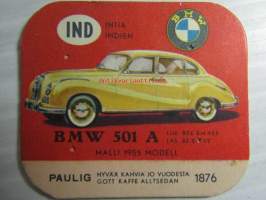 IND
INTIA
INDIEN
BMW
BMW 501 A
MALLI 1955 MODELL
PAULIG
HYVÄÄ KAHVIA JO VUODESTA
GOTT KAFFE ALLTSEDAN
1876